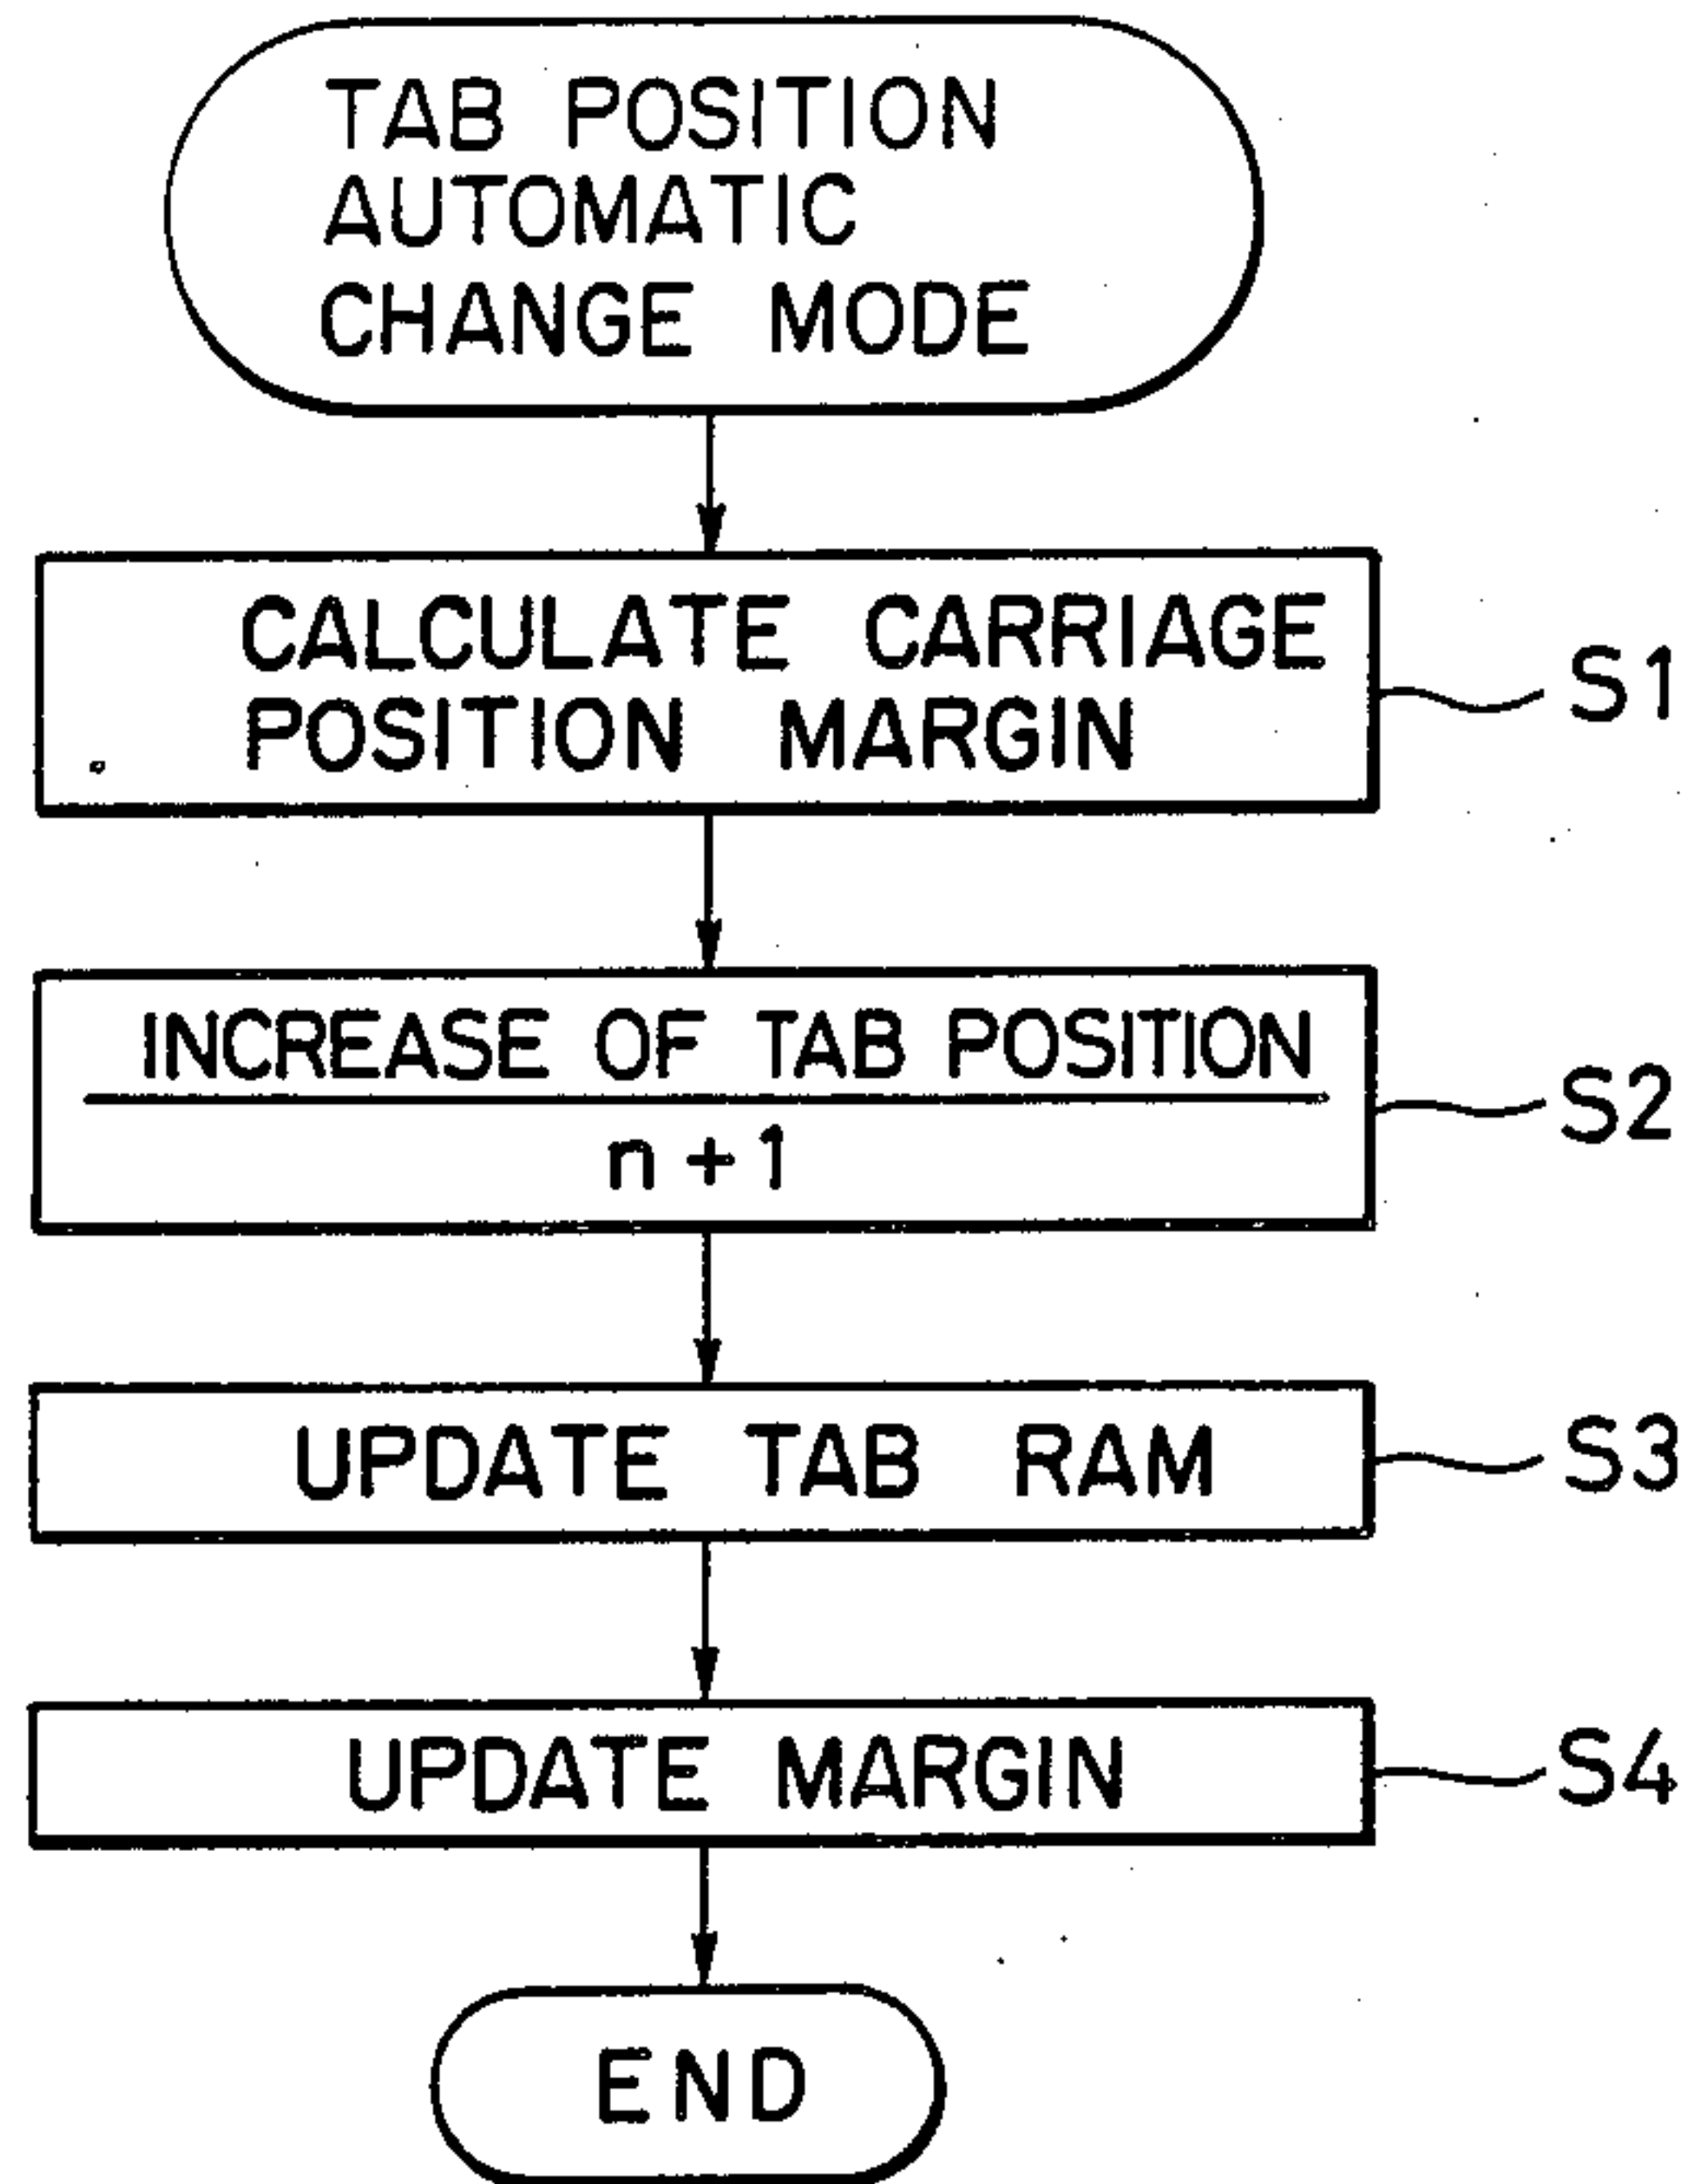 TAB POSITION
AUTOMATIC
CHANGE MODE
CALCULATE CARRIAGE
POSITION MARGIN
S1
INCREASE OF TAB POSITION
n+1
S2
UPDATE TAB RAM
S3
UPDATE MARGIN
S4
END